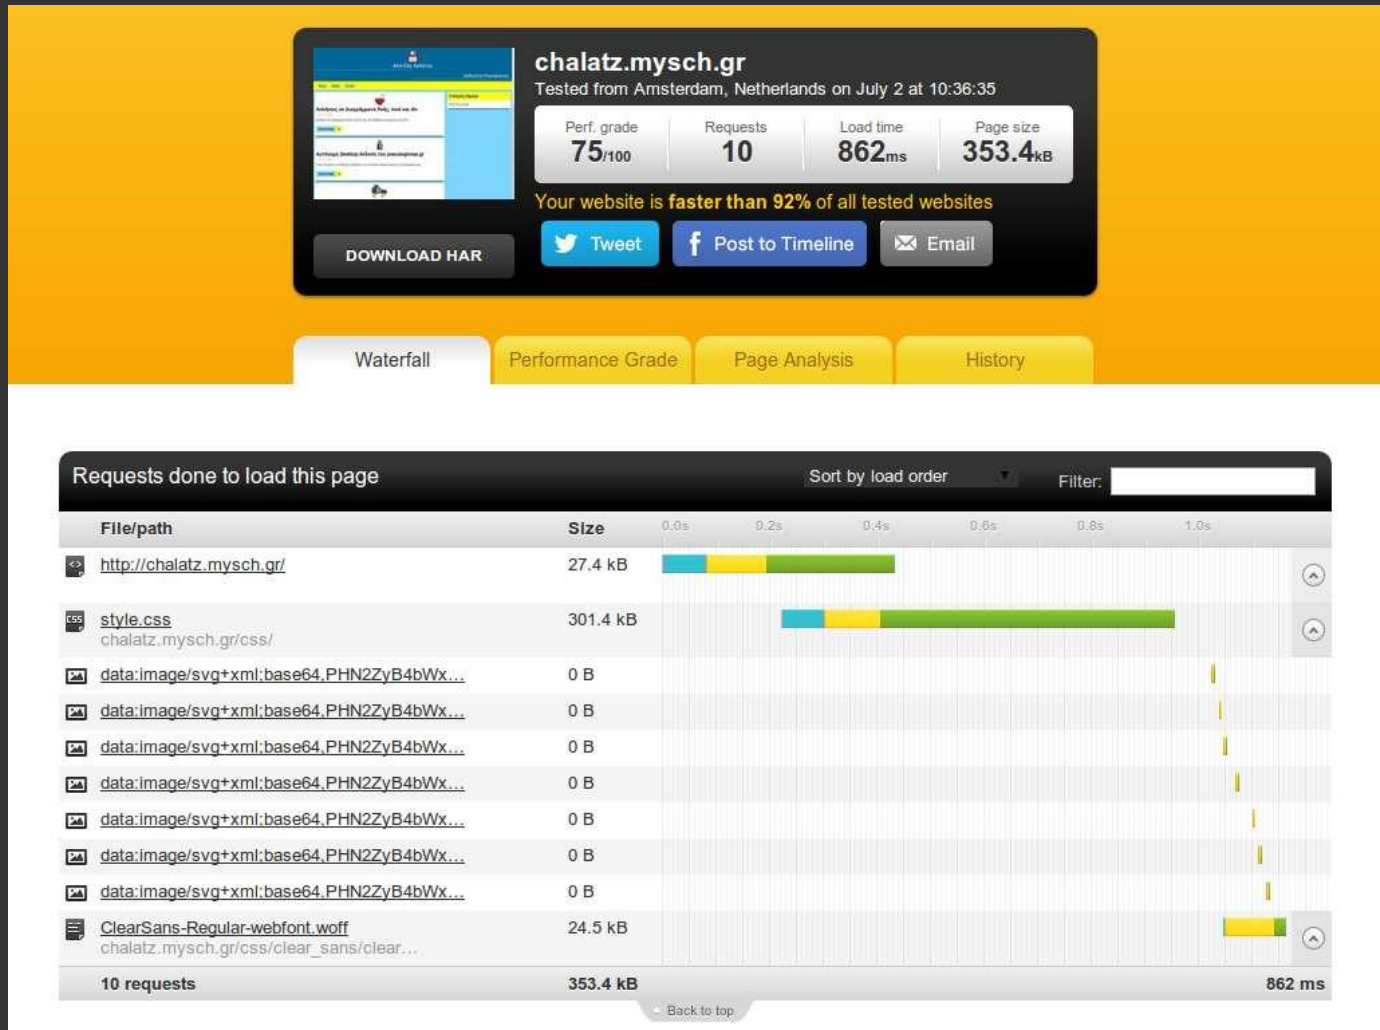 chalatz.mysch.gr
Tested from Amsterdam, Netherlands on July 2 at 10:36:35
Perf. grade Requests Load time Page size
75/100 10 862ms 353.4kB
Your website is faster than 92% of all tested websites
DOWNLOAD HAR
Tweet Post to Timeline Email
Waterfall Performance Grade Page Analysis History
Requests done to load this page Sort by load order Filter:
File/path Size 0.0s 0.2s 0.4s 0.6s 0.8s 1.0s
http://chalatz.mysch.gr/ 27.4 kB
CSS style.css 301.4 kB
chalatz.mysch.gr/css/
data:image/svg+xml;base64,PHN2ZyB4bWx... 0 B
data:image/svg+xml;base64,PHN2ZyB4bWx... 0 B
data:image/svg+xml;base64,PHN2ZyB4bWx... 0 B
data:image/svg+xml;base64,PHN2ZyB4bWx... 0 B
data:image/svg+xml;base64,PHN2ZyB4bWx... 0 B
data:image/svg+xml;base64,PHN2ZyB4bWx... 0 B
data:image/svg+xml;base64,PHN2ZyB4bWx... 0 B
ClearSans-Regular-webfont.woff 24.5 kB
chalatz.mysch.gr/css/clear_sans/clear...
10 requests 353.4 kB 862 ms
Back to top